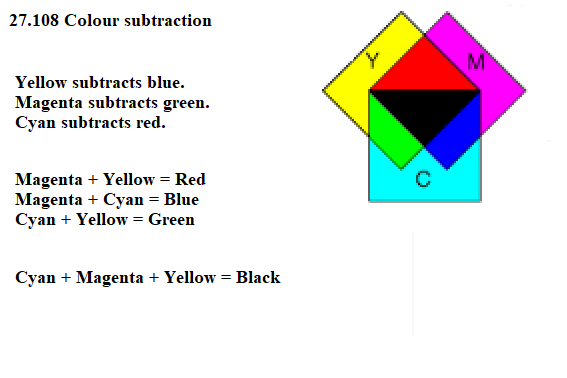 27.108 Colour subtraction
Yellow subtracts blue.
Magenta subtracts green.
Cyan subtracts red.
Magenta + Yellow = Red
Magenta + Cyan = Blue
Cyan + Yellow = Green
Cyan + Magenta + Yellow = Black
Y
M
C